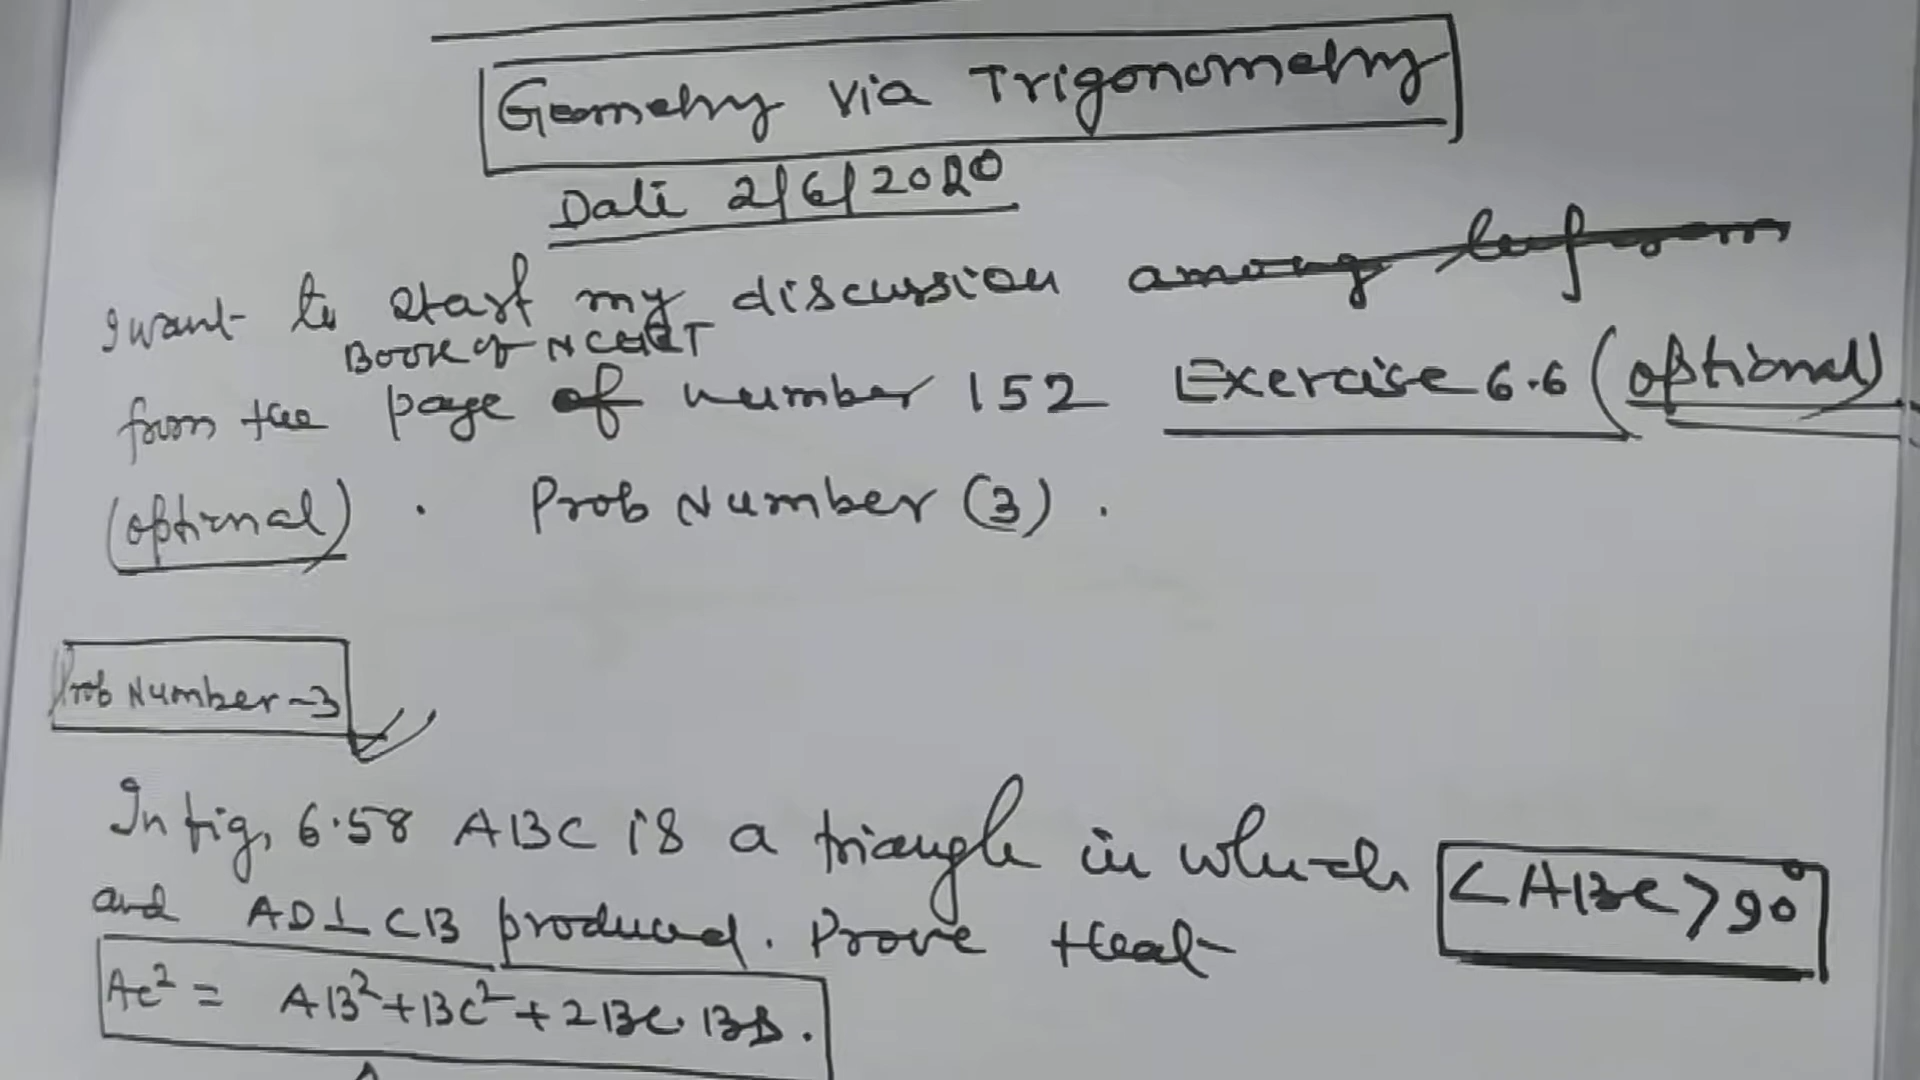 Geometry via Trigonometry
Date 2/6/2020
I want to start my discussion
Book of NCERT
from the page of number 152 Exercise 6.6 (optional)
(optional). Prob Number (3).
Prob Number-3
In fig, 6.58 ABC is a triangle in which <ABC>90°
and AD⊥CB produced. Prove that
AC² = AB²+BC²+2BC.BD.